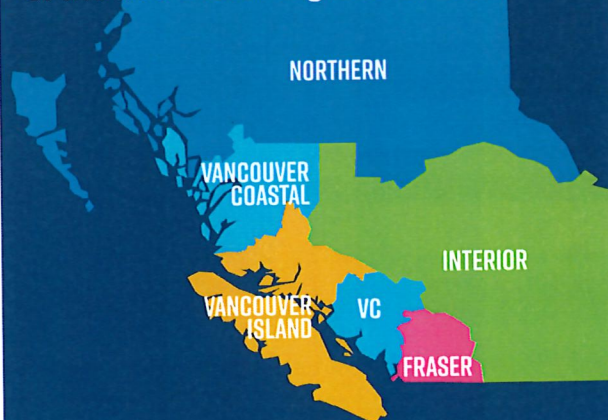 NORTHERN
VANCOUVER
COASTAL
INTERIOR
VANCOUVER
ISLAND
VC
FRASER